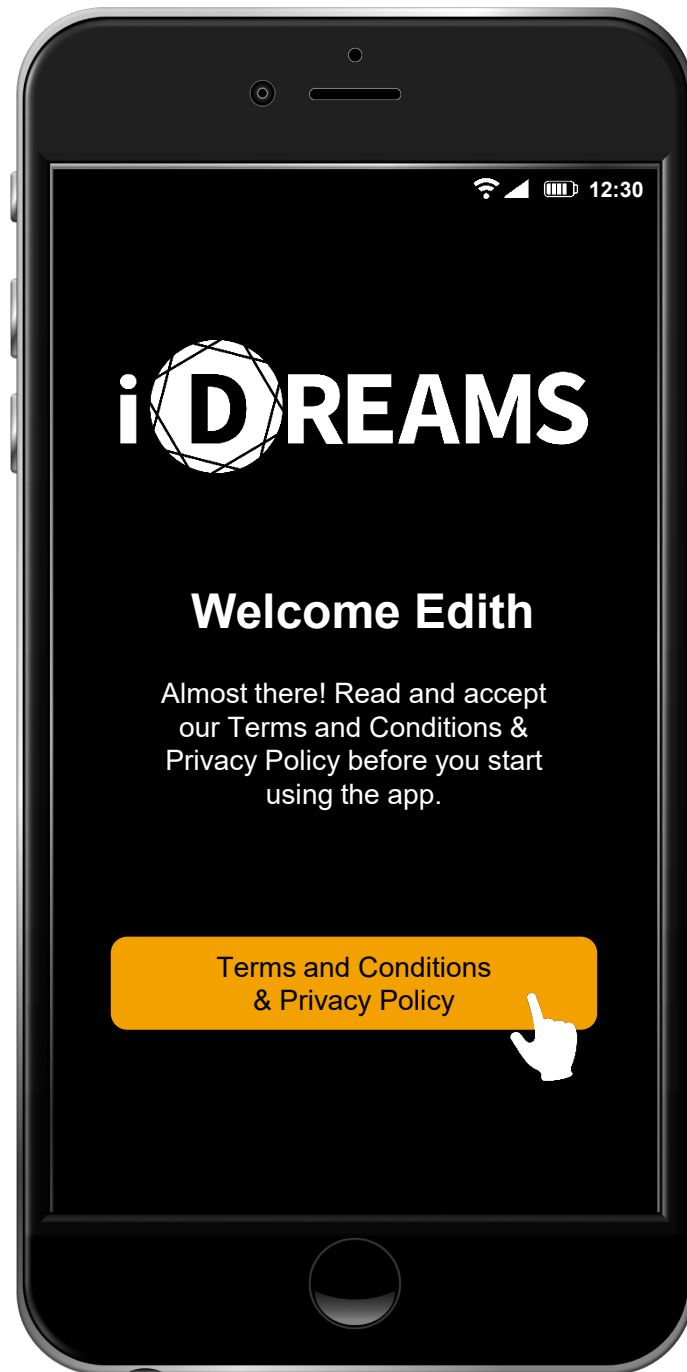 12:30
iDREAMS
Welcome Edith
Almost there! Read and accept
our Terms and Conditions &
Privacy Policy before you start
using the app.
Terms and Conditions
& Privacy Policy